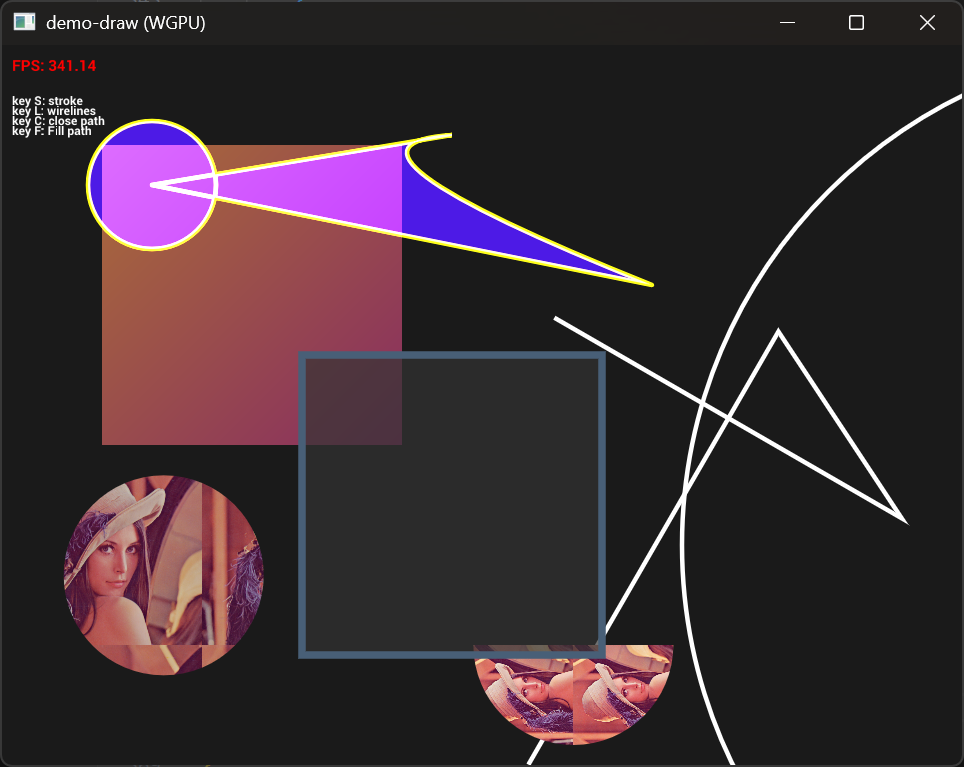 demo-draw (WGPU)
FPS: 341.14
key S: stroke
key L: wirelines
key C: close path
key F: Fill path